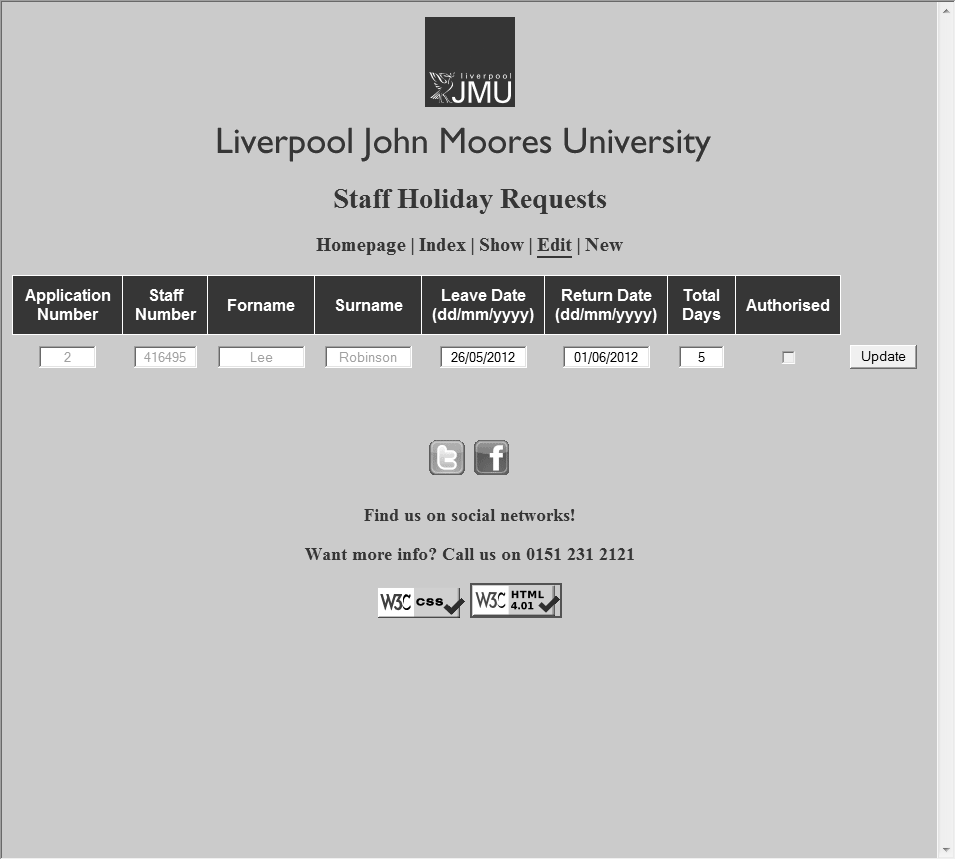 liverpool
JMU
Liverpool John Moores University
Staff Holiday Requests
Homepage | Index | Show | Edit | New
Application Number Staff Number Forname Surname Leave Date (dd/mm/yyyy) Return Date (dd/mm/yyyy) Total Days Authorised
2 416495 Lee Robinson 26/05/2012 01/06/2012 5 Update
Find us on social networks!
Want more info? Call us on 0151 231 2121
W3C css W3C HTML 4.01